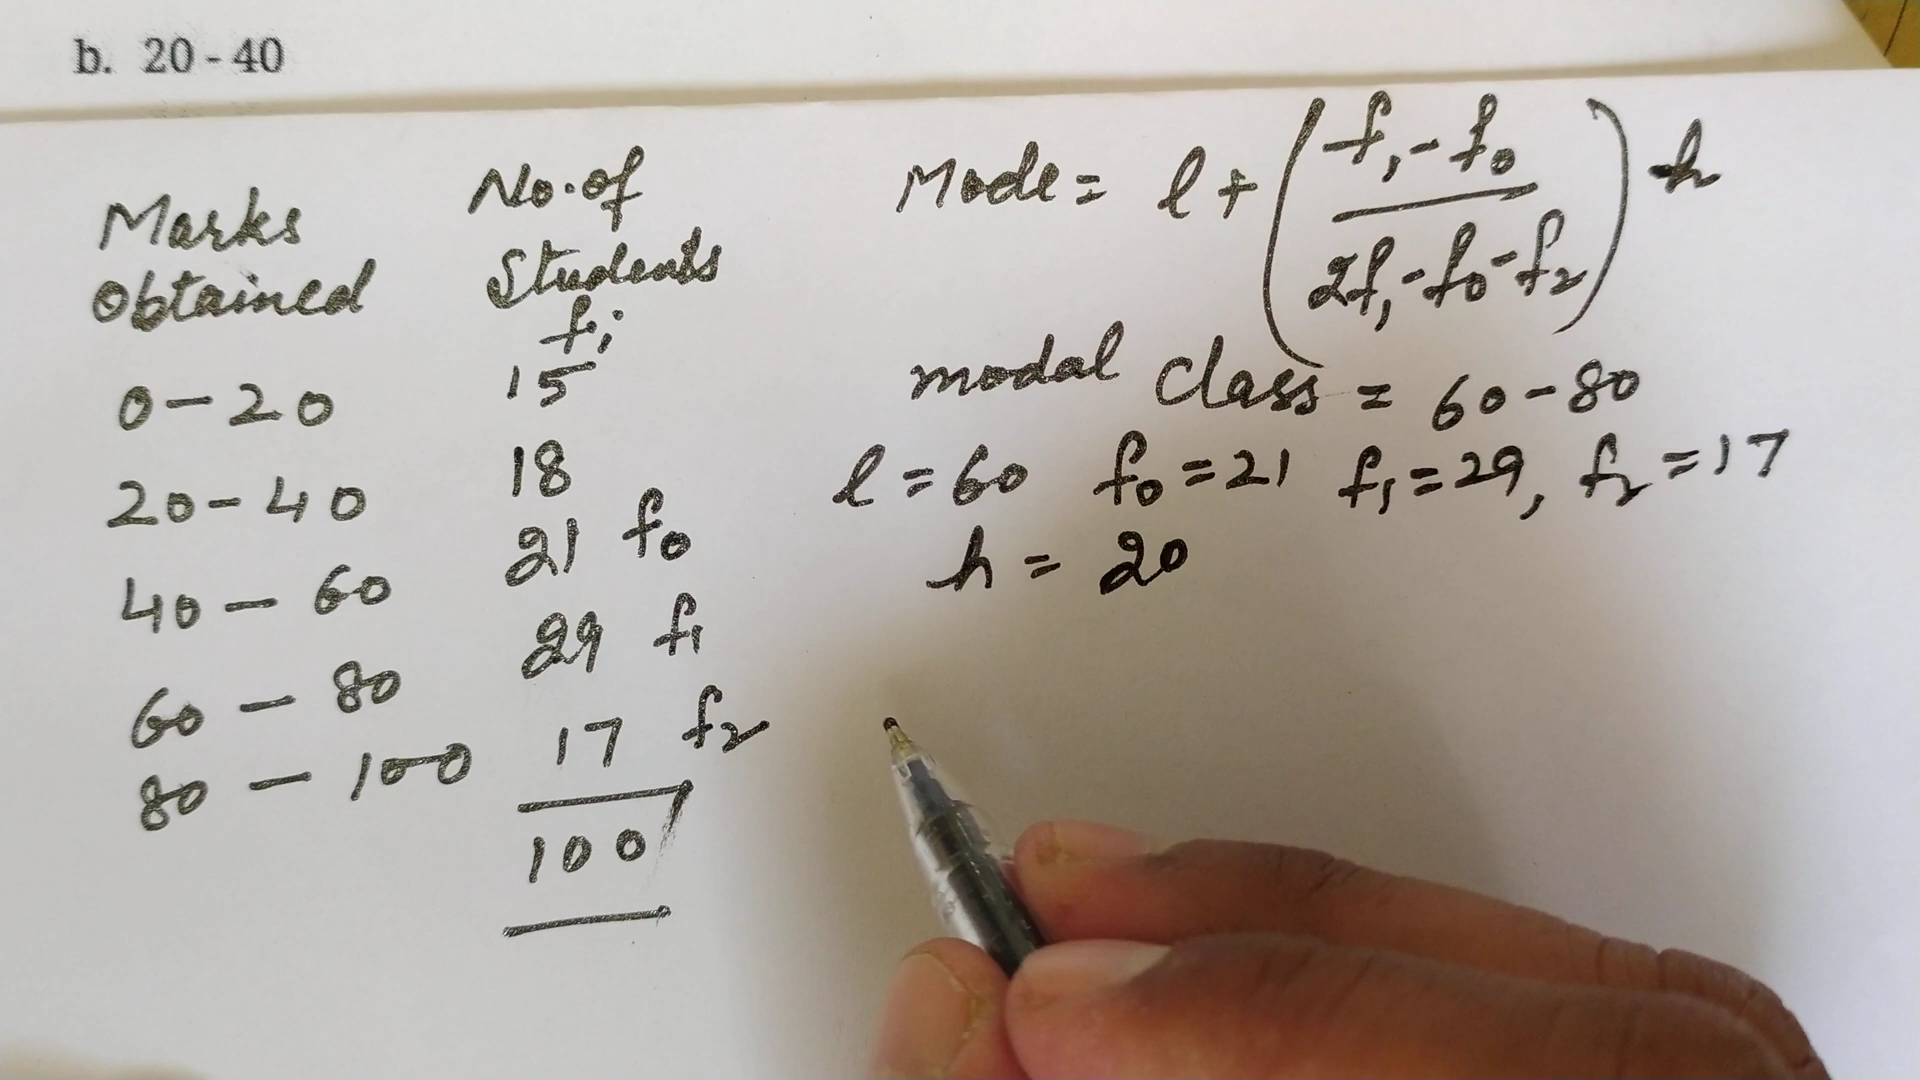 b. 20 - 40
Marks
obtained
No. of
Students
fi
0 - 20 15
20 - 40 18
40 - 60 21 f0
60 - 80 29 f1
80 - 100 17 f2
100
Mode = l + ( f1 - f0 / 2f1 - f0 - f2 ) h
modal class = 60 - 80
l = 60 f0 = 21 f1 = 29, f2 = 17
h = 20